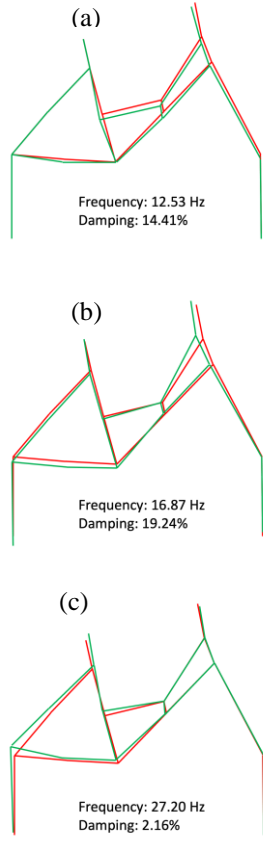 (a)
Frequency: 12.53 Hz
Damping: 14.41%
(b)
Frequency: 16.87 Hz
Damping: 19.24%
(c)
Frequency: 27.20 Hz
Damping: 2.16%